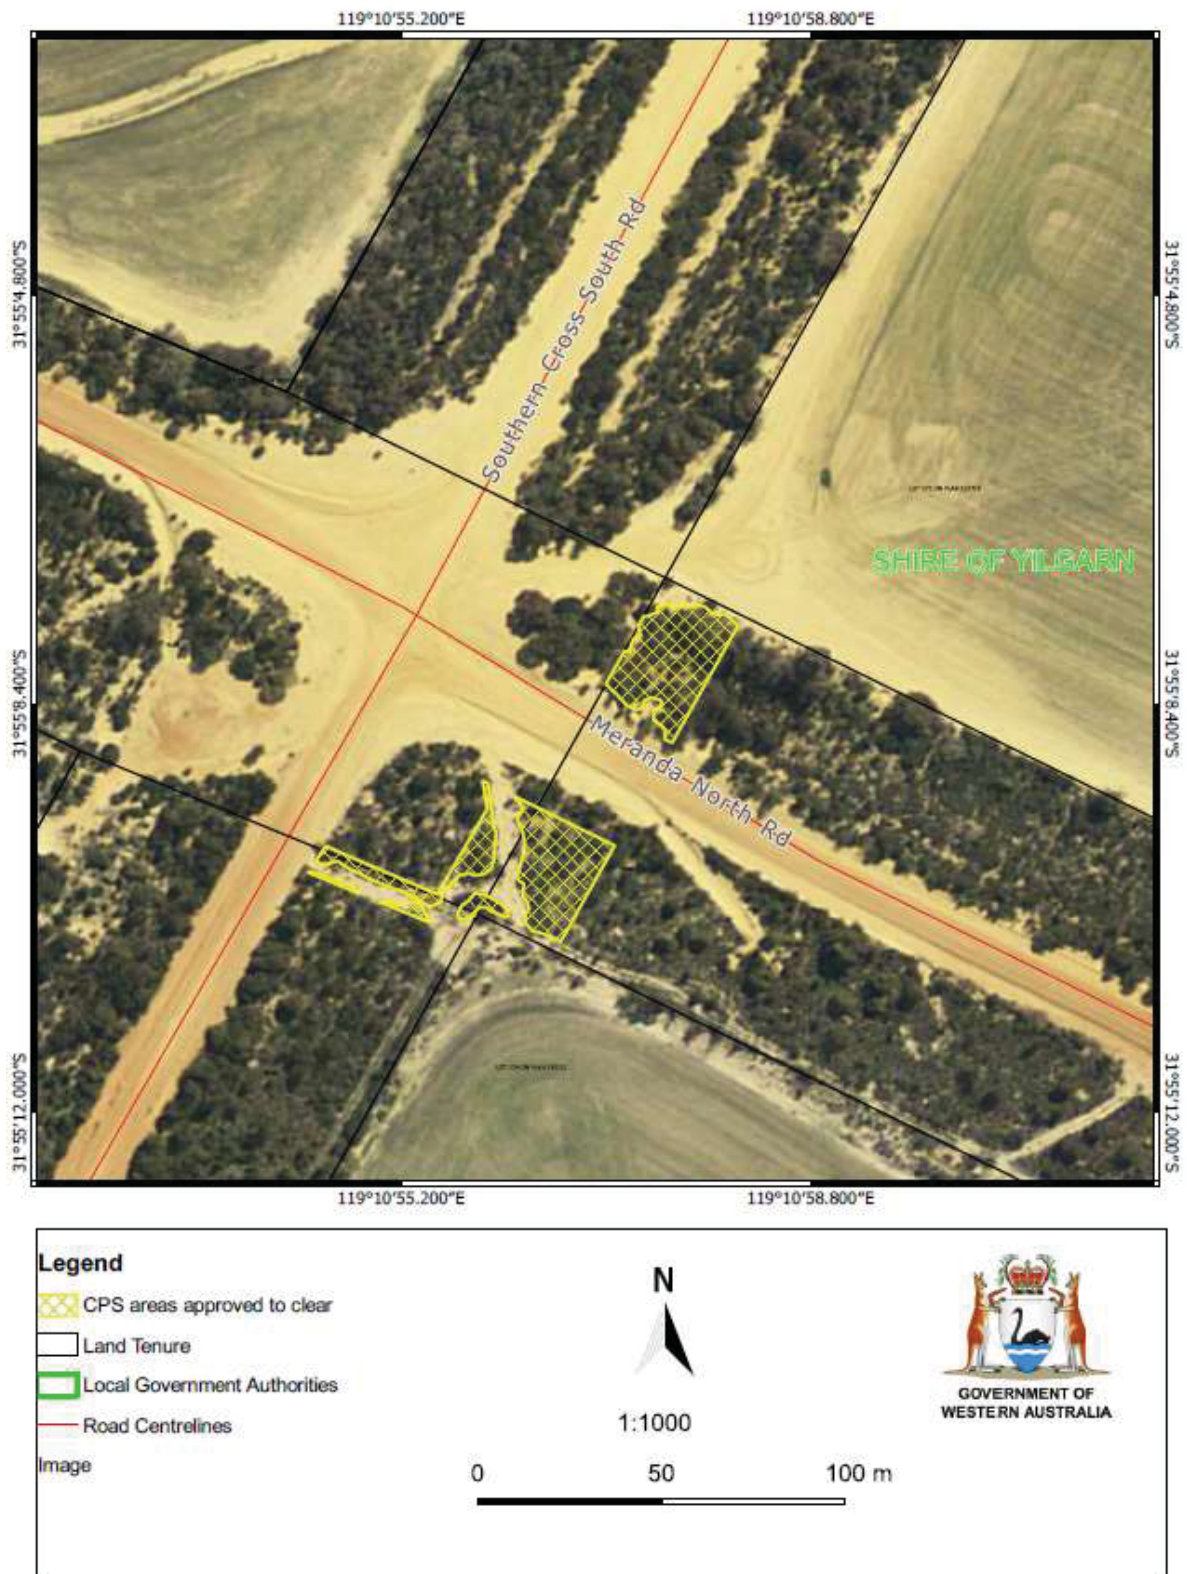 119°10'55.200"E
119°10'58.800"E
31°55'4.800"S
31°55'4.800"S
Southern Cross South Rd
SHIRE OF YILGARN
31°55'8.400"S
31°55'8.400"S
Meranda North Rd
31°55'12.000"S
31°55'12.000"S
119°10'55.200"E
119°10'58.800"E
Legend
CPS areas approved to clear
Land Tenure
Local Government Authorities
Road Centrelines
Image
N
1:1000
0
50
100 m
GOVERNMENT OF
WESTERN AUSTRALIA